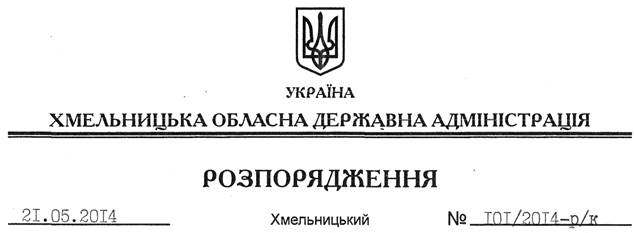 УКРАЇНА
ХМЕЛЬНИЦЬКА ОБЛАСНА ДЕРЖАВНА АДМІНІСТРАЦІЯ
РОЗПОРЯДЖЕННЯ
21.05.2014 Хмельницький № 101/2014-р/к